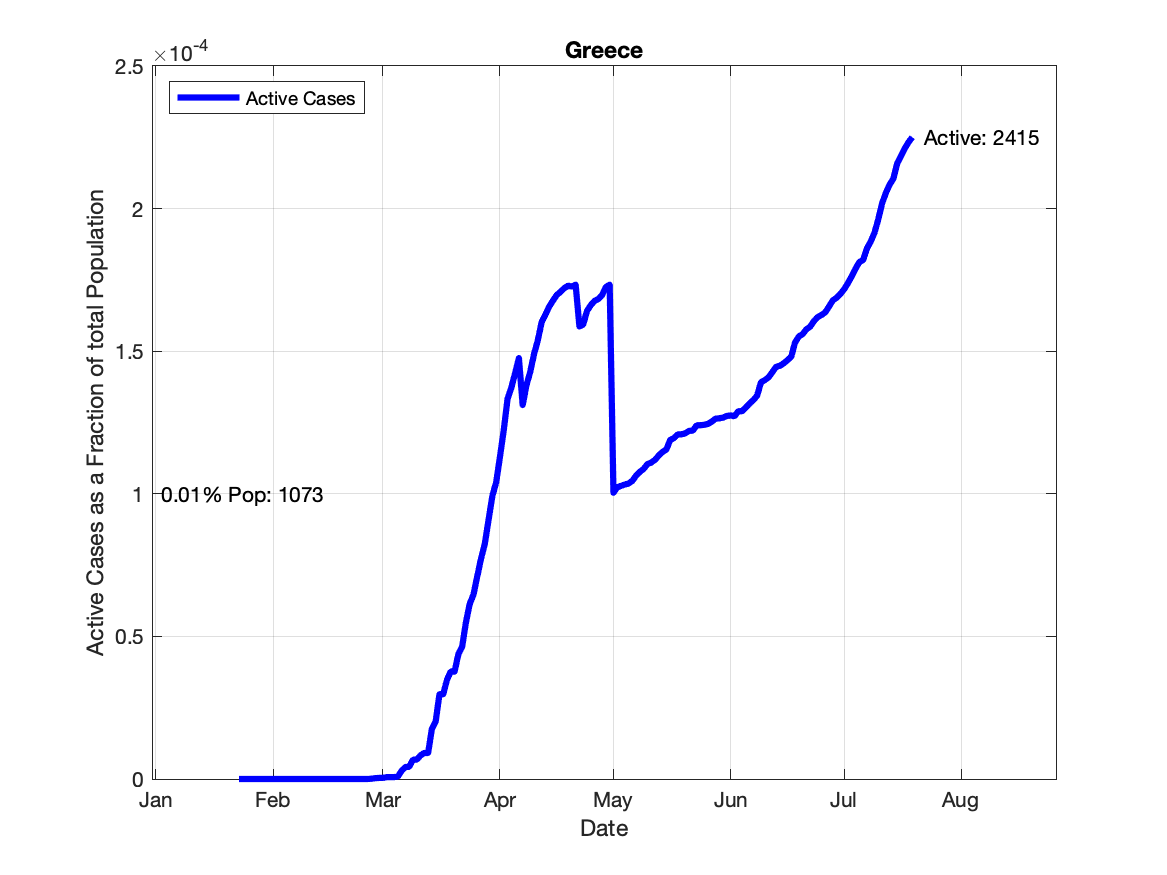 Greece
×10-4
2.5
2
1.5
1
0.5
0
Active Cases
Active: 2415
0.01% Pop: 1073
Active Cases as a Fraction of total Population
Jan Feb Mar Apr May Jun Jul Aug
Date